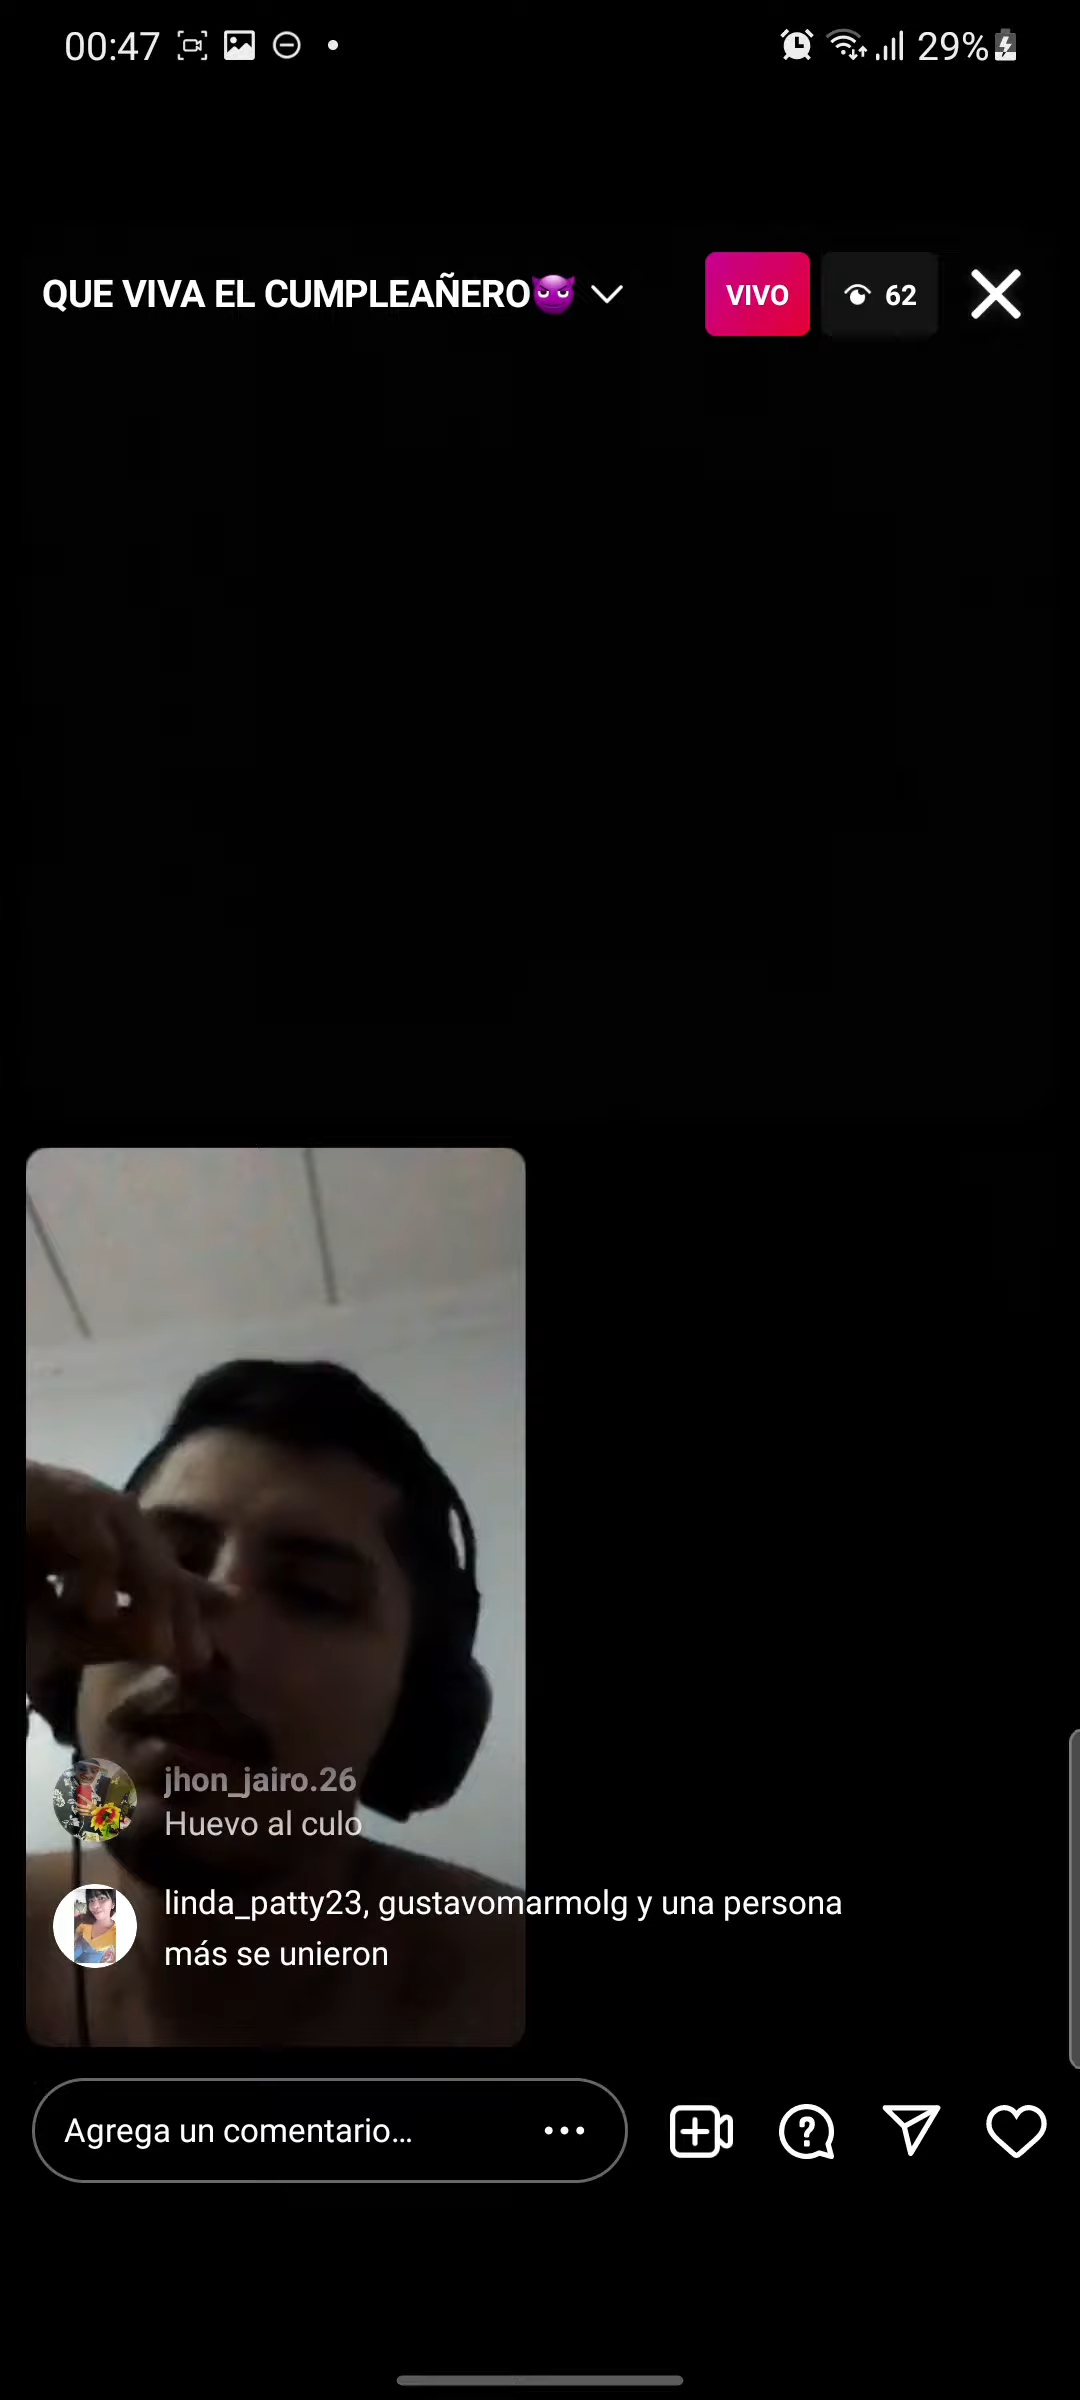 00:47
29%
QUE VIVA EL CUMPLEAÑERO😈
VIVO
62
jhon_jairo.26
Huevo al culo
linda_patty23, gustavomarmolg y una persona
más se unieron
Agrega un comentario...